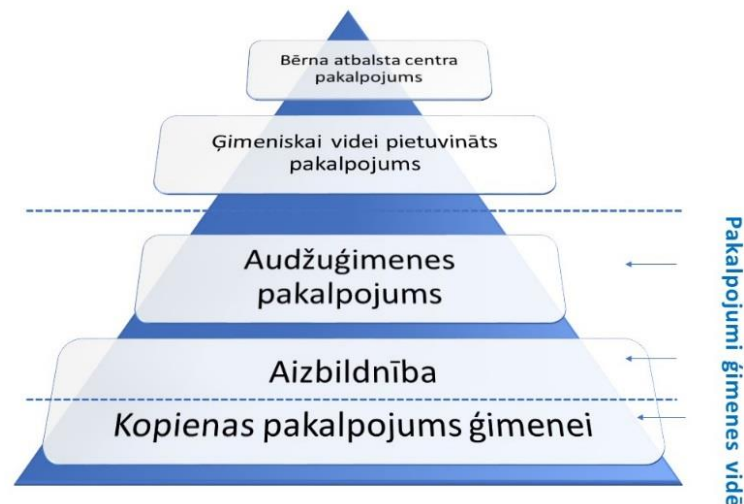 Bērna atbalsta centra
pakalpojums
Ģimeniskai videi pietuvināts
pakalpojums
Audžuģimenes
pakalpojums
Aizbildnība
Kopienas pakalpojums ģimenei
Pakalpojumi ģimenes vidē